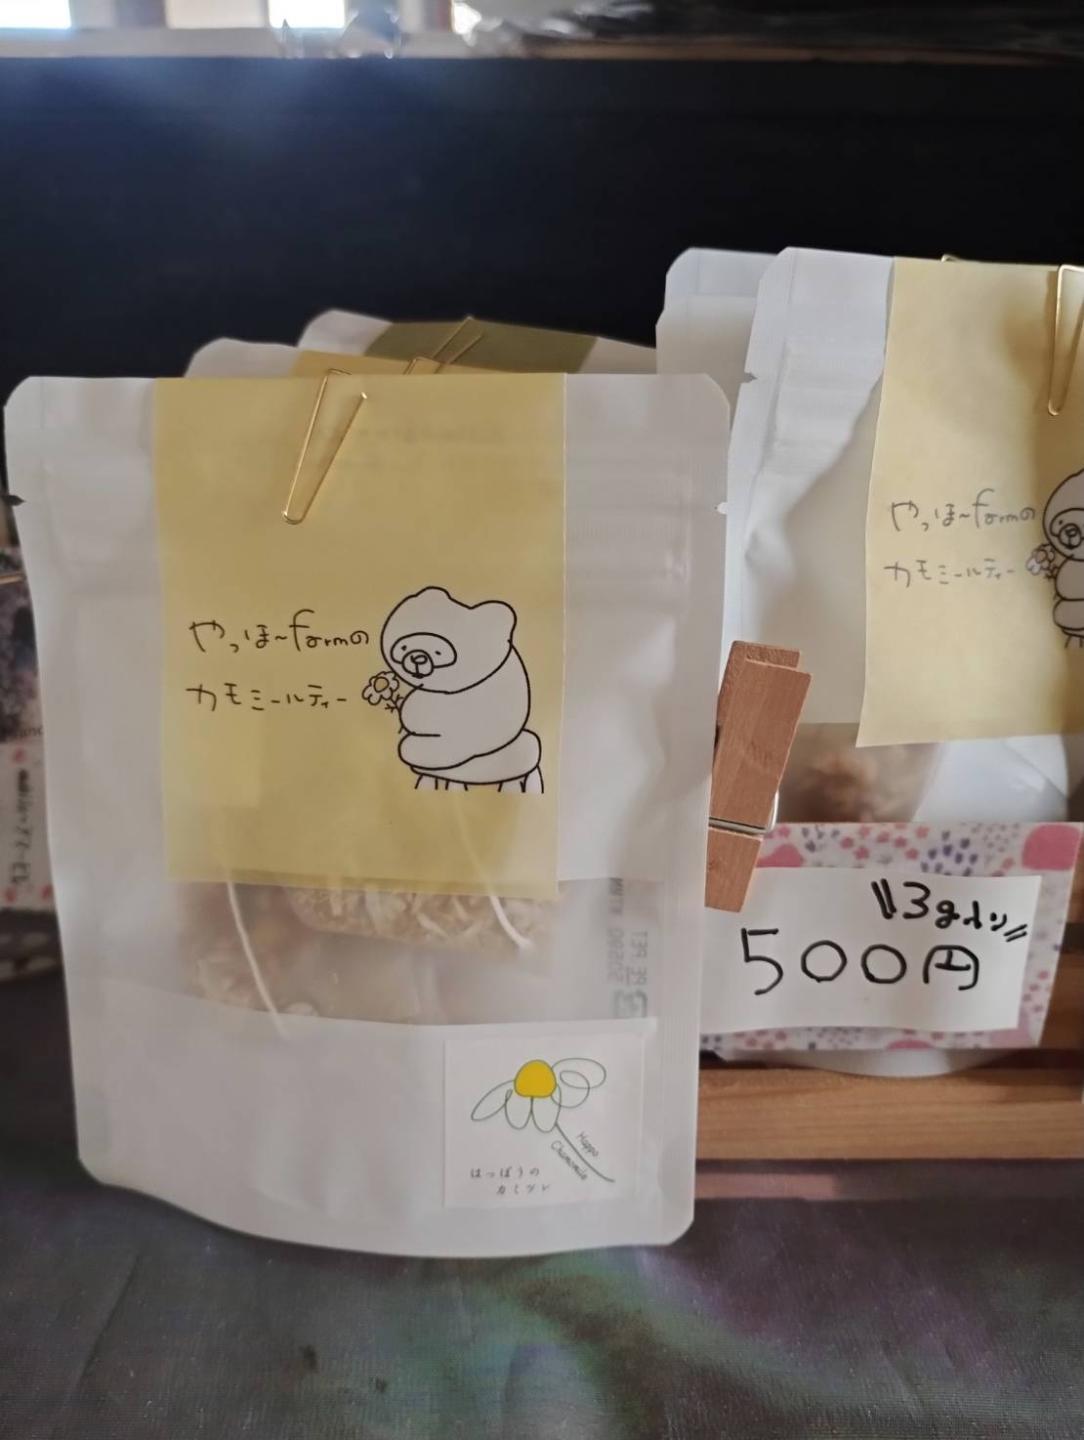 やっほ〜farmの
カモミールティー
やっほ〜farmの
カモミールティー
3g入り
500円
Happo
Chamomile
はっぽうの
カミツレ